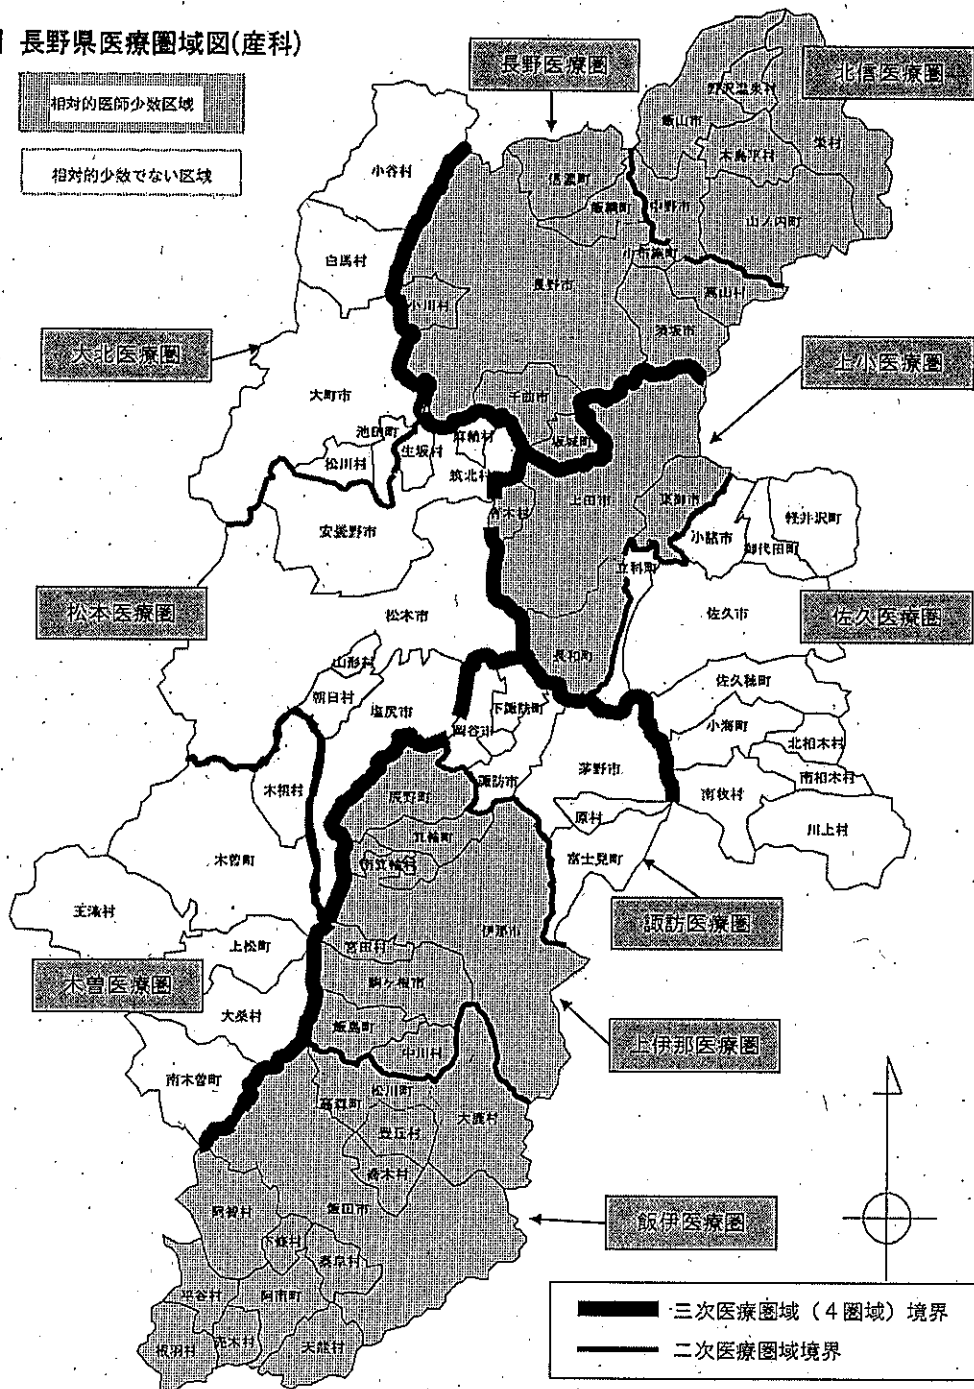 長野県医療圏域図(産科)
相対的医師少数区域
相対的少数でない区域
長野医療圏
北信医療圏
野沢温泉村
飯山市
栄村
木島平村
小谷村
信濃町
飯綱町
中野市
山ノ内町
小布施町
白馬村
長野市
高山村
小川村
須坂市
大北医療圏
上小医療圏
大町市
千曲市
坂城町
池田町
麻績村
生坂村
松川村
筑北村
青木村
上田市
東御市
小諸市
軽井沢町
御代田町
安曇野市
立科町
松本医療圏
松本市
佐久市
佐久医療圏
長和町
山形村
朝日村
塩尻市
下諏訪町
岡谷市
佐久穂町
小海町
北相木村
南相木村
諏訪市
茅野市
南牧村
木祖村
辰野町
原村
川上村
箕輪町
南箕輪村
富士見町
木曽町
王滝村
上松町
宮田村
伊那市
諏訪医療圏
木曽医療圏
駒ヶ根市
大桑村
飯島町
中川村
上伊那医療圏
南木曽町
松川町
高森町
大鹿村
豊丘村
喬木村
阿智村
飯田市
飯伊医療圏
下條村
泰阜村
平谷村
阿南町
売木村
根羽村
天龍村
三次医療圏域(4圏域)境界
二次医療圏域境界